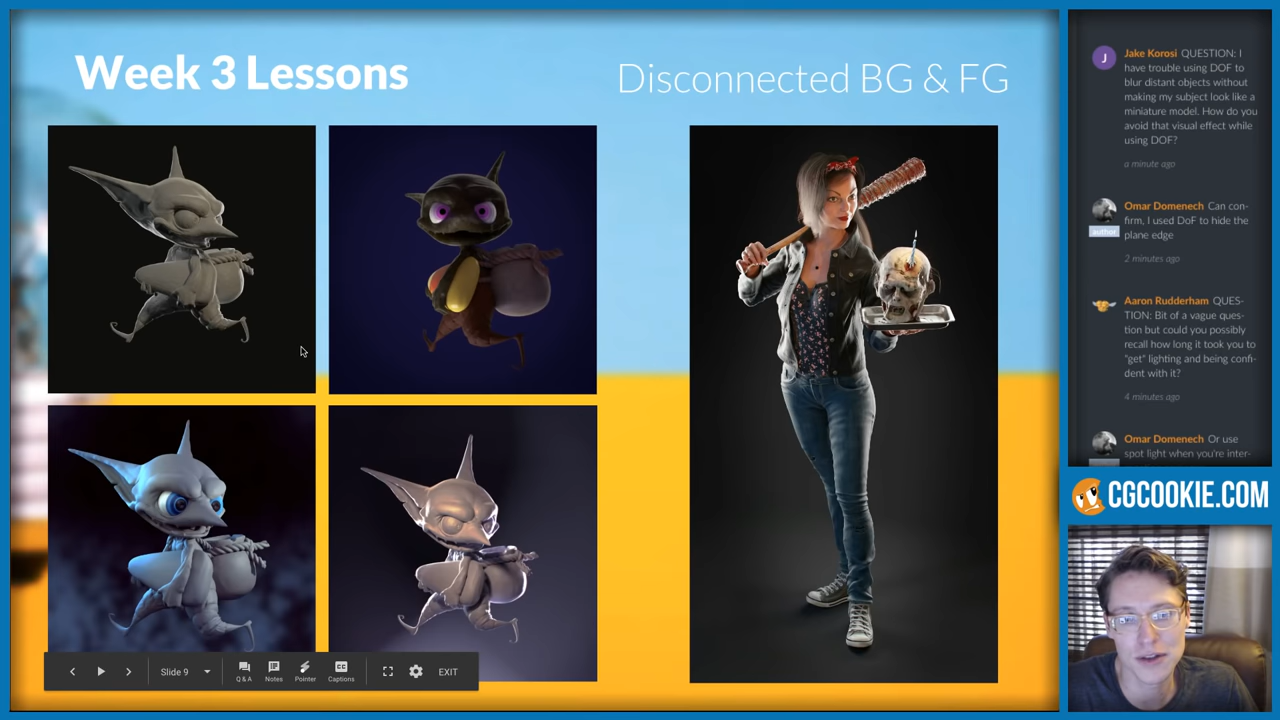 Week 3 Lessons
Disconnected BG & FG
J
Jake Korosi QUESTION: I
have trouble using DOF to
blur distant objects without
making my subject look like a
miniature model. How do you
avoid that visual effect while
using DOF?
a minute ago
Omar Domenech Can con-
firm, I used DoF to hide the
plane edge
author
2 minutes ago
Aaron Rudderham QUES-
TION: Bit of a vague ques-
tion but could you possibly
recall how long it took you to
"get" lighting and being confi-
dent with it?
4 minutes ago
Omar Domenech Or use
spot light when you're inter-
CGCOOKIE.COM
Slide 9
Q & A
Notes
Pointer
CC
Captions
EXIT